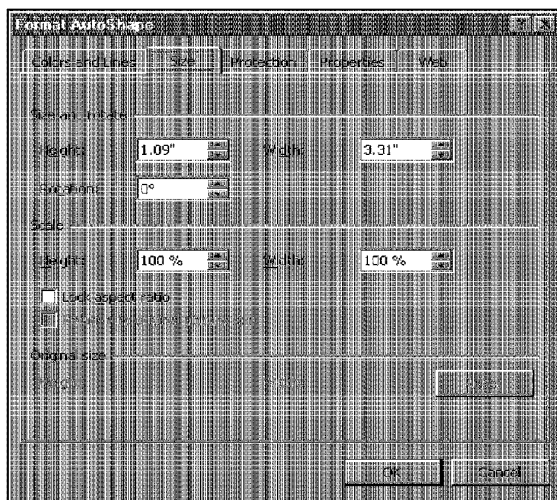 Format AutoShape
Colors and Lines Size Protection Properties Web
Size and rotate
Height: 1.09" Width: 3.31"
Rotation: 0°
Scale
Height: 100 % Width: 100 %
Lock aspect ratio
Original size
OK Cancel